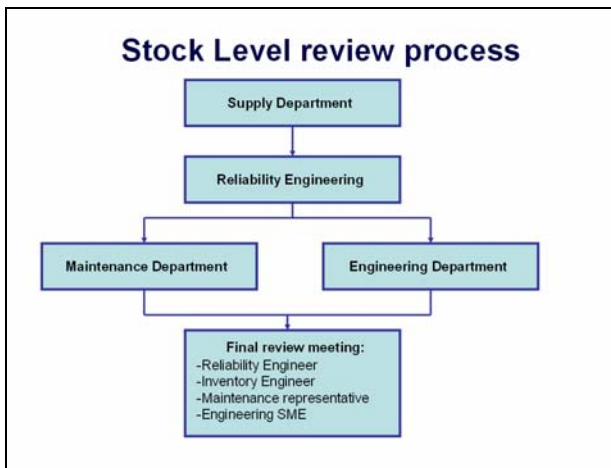 Stock Level review process
Supply Department
Reliability Engineering
Maintenance Department
Engineering Department
Final review meeting:
-Reliability Engineer
-Inventory Engineer
-Maintenance representative
-Engineering SME